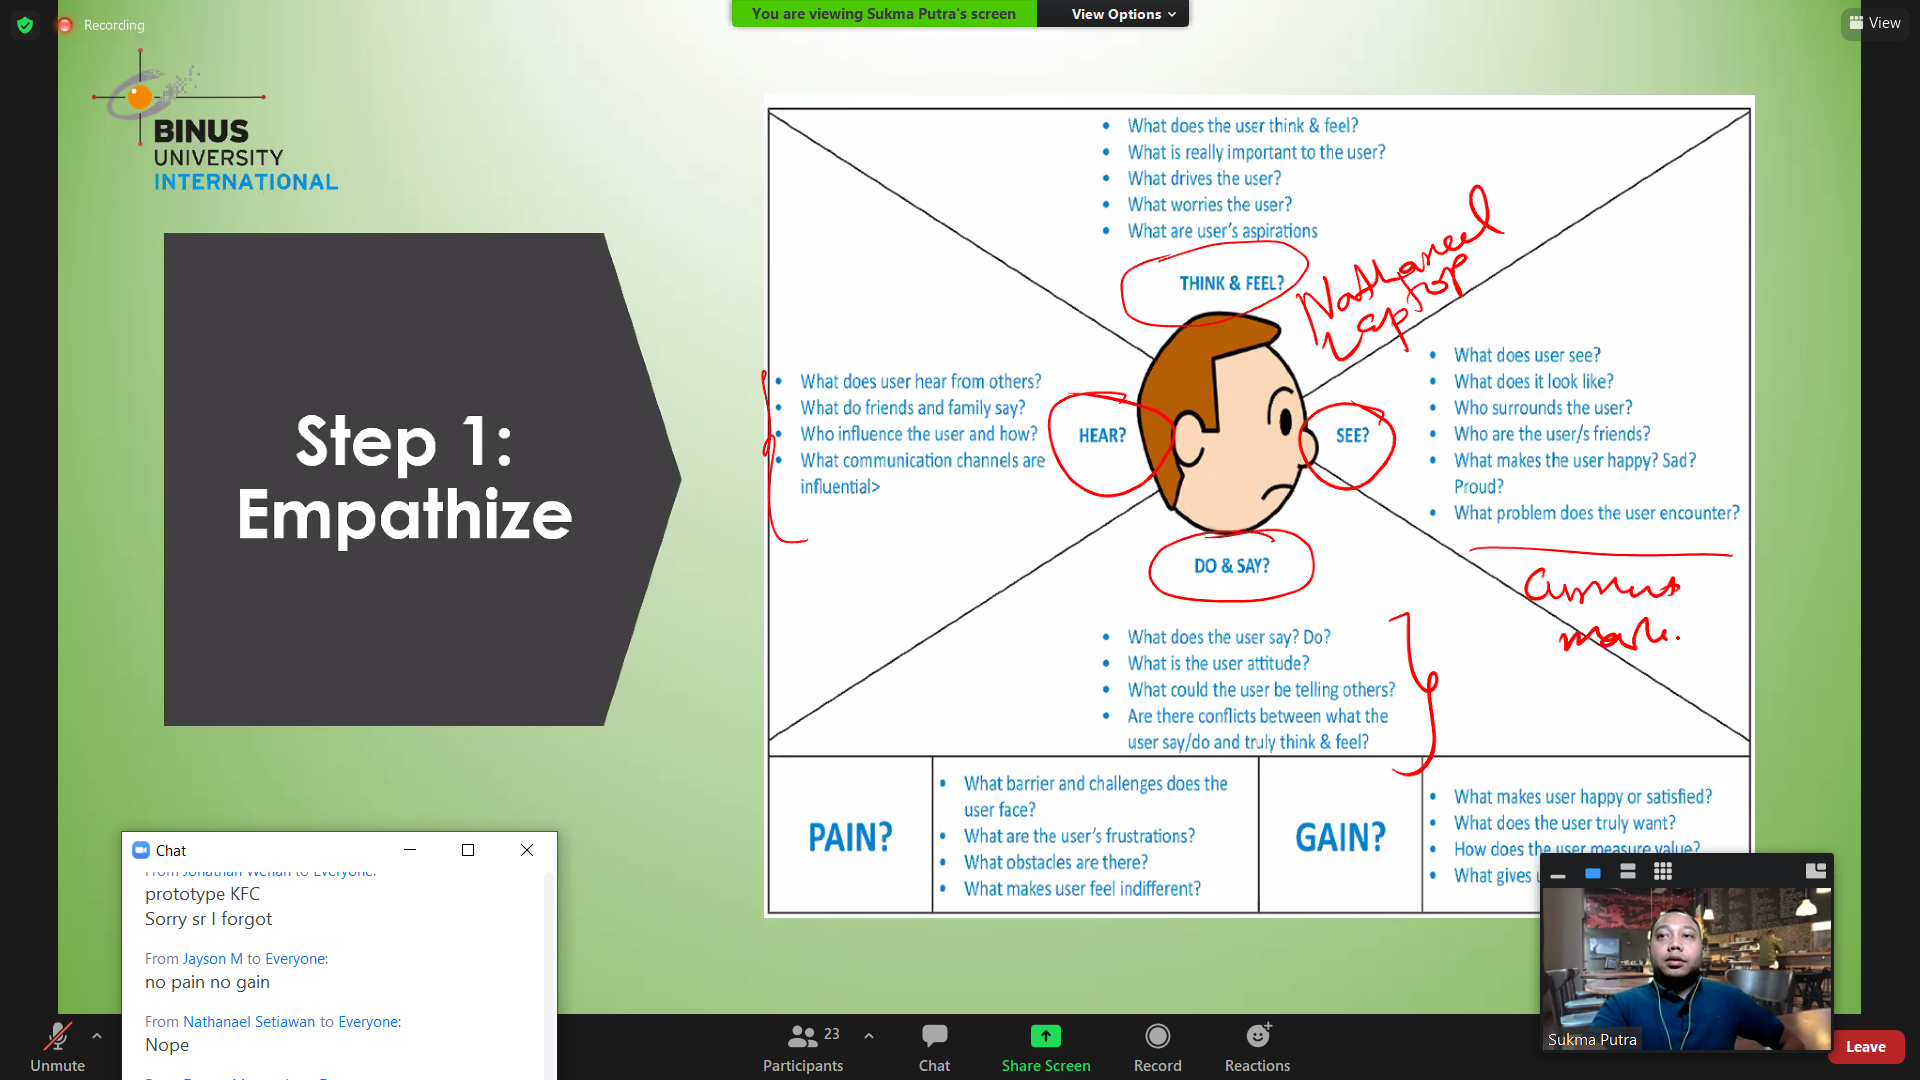 Recording
You are viewing Sukma Putra's screen
View Options
View
BINUS
UNIVERSITY
INTERNATIONAL
Step 1:
Empathize
What does the user think & feel?
What is really important to the user?
What drives the user?
What worries the user?
What are user's aspirations
THINK & FEEL?
Nathaneel
Laptop
What does user hear from others?
What do friends and family say?
Who influence the user and how?
What communication channels are
influential>
HEAR?
SEE?
What does user see?
What does it look like?
Who surrounds the user?
Who are the user/s friends?
What makes the user happy? Sad?
Proud?
What problem does the user encounter?
DO & SAY?
What does the user say? Do?
What is the user attitude?
What could the user be telling others?
Are there conflicts between what the
user say/do and truly think & feel?
PAIN?
What barrier and challenges does the
user face?
What are the user's frustrations?
What obstacles are there?
What makes user feel indifferent?
GAIN?
What makes user happy or satisfied?
What does the user truly want?
How does the user measure value?
What gives
Chat
From Jonathan to Everyone:
prototype KFC
Sorry sr I forgot
From Jayson M to Everyone:
no pain no gain
From Nathanael Setiawan to Everyone:
Nope
Sukma Putra
Unmute
23
Participants
Chat
Share Screen
Record
Reactions
Leave